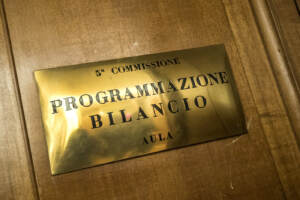 5ª COMMISSIONE
PROGRAMMAZIONE
BILANCIO
AULA